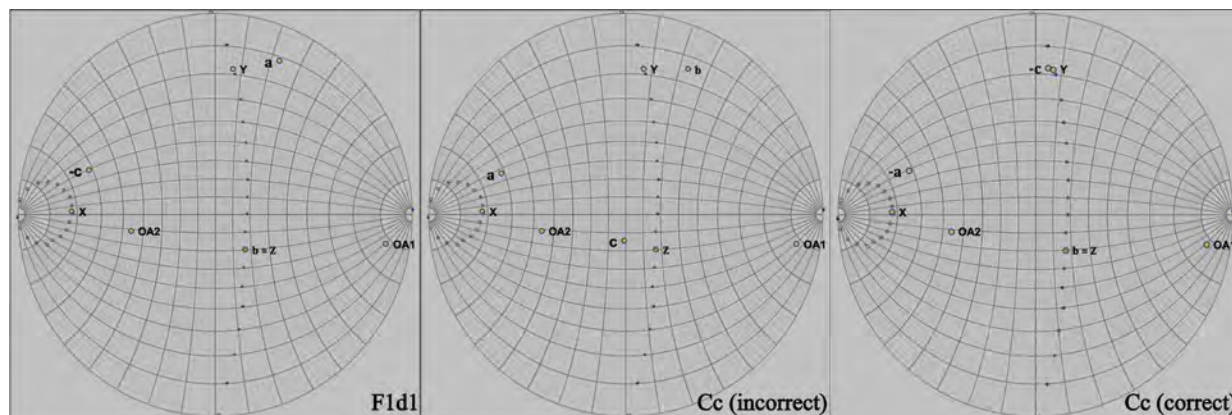 a
Y
-c
X
OA2
OA1
b = Z
F1d1
Y
b
a
X
OA2
OA1
c
Z
Cc (incorrect)
-c
Y
-a
X
OA2
OA1
b = Z
Cc (correct)